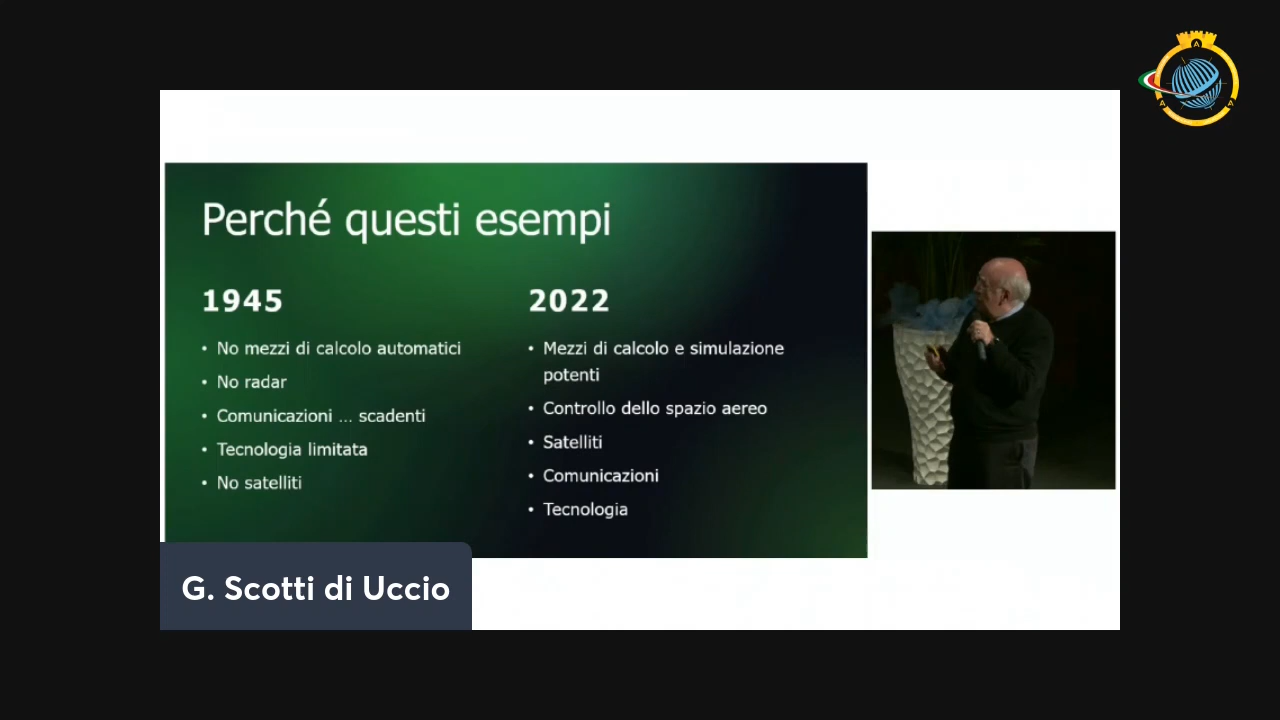 Perché questi esempi
1945
• No mezzi di calcolo automatici
• No radar
• Comunicazioni ... scadenti
• Tecnologia limitata
• No satelliti
2022
• Mezzi di calcolo e simulazione
potenti
• Controllo dello spazio aereo
• Satelliti
• Comunicazioni
• Tecnologia
G. Scotti di Uccio